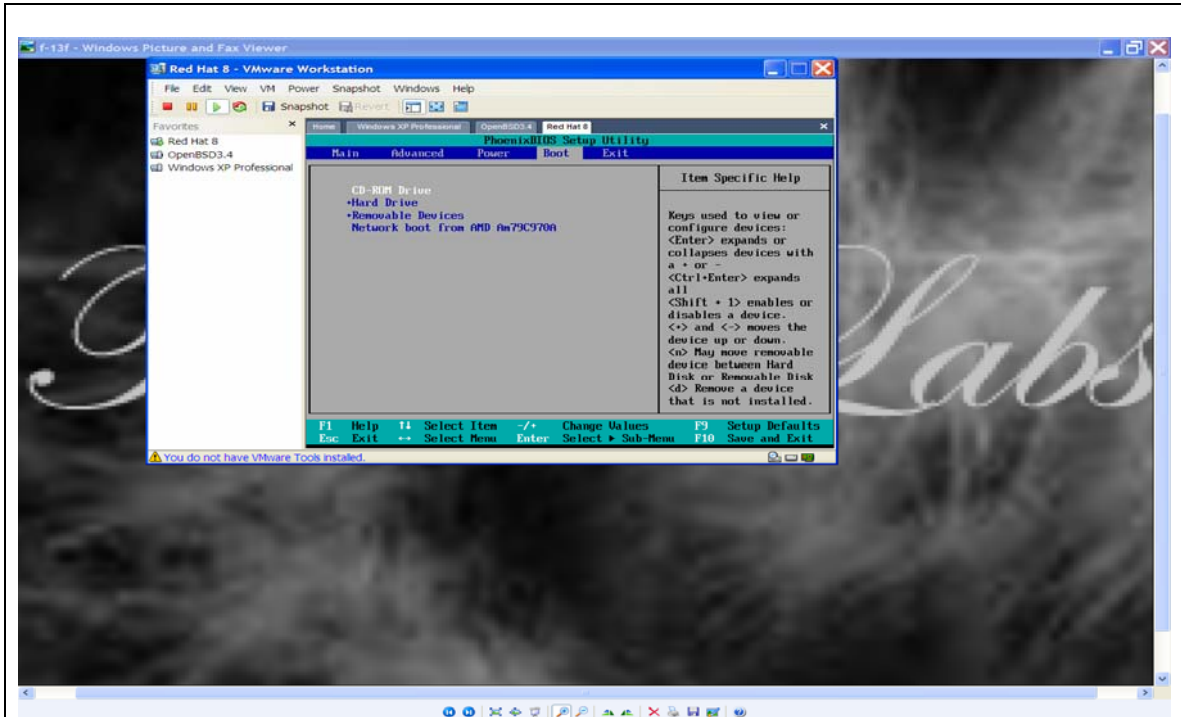 f-13f - Windows Picture and Fax Viewer
Red Hat 8 - VMware Workstation
File Edit View VM Power Snapshot Windows Help
Snapshot Revert
Favorites
Red Hat 8
OpenBSD3.4
Windows XP Professional
Home Windows XP Professional OpenBSD3.4 Red Hat 8
PhoenixBIOS Setup Utility
Main Advanced Power Boot Exit
CD-ROM Drive
+Hard Drive
+Removable Devices
Network boot from AMD Am79C970A
Item Specific Help
Keys used to view or
configure devices:
<Enter> expands or
collapses devices with
a + or -
<Ctrl+Enter> expands
all
<Shift + 1> enables or
disables a device.
<+> and <-> moves the
device up or down.
<n> May move removable
device between Hard
Disk or Removable Disk
<d> Remove a device
that is not installed.
F1 Help ↑↓ Select Item -/+ Change Values F9 Setup Defaults
Esc Exit ↔ Select Menu Enter Select ▶ Sub-Menu F10 Save and Exit
You do not have VMware Tools installed.
Labs